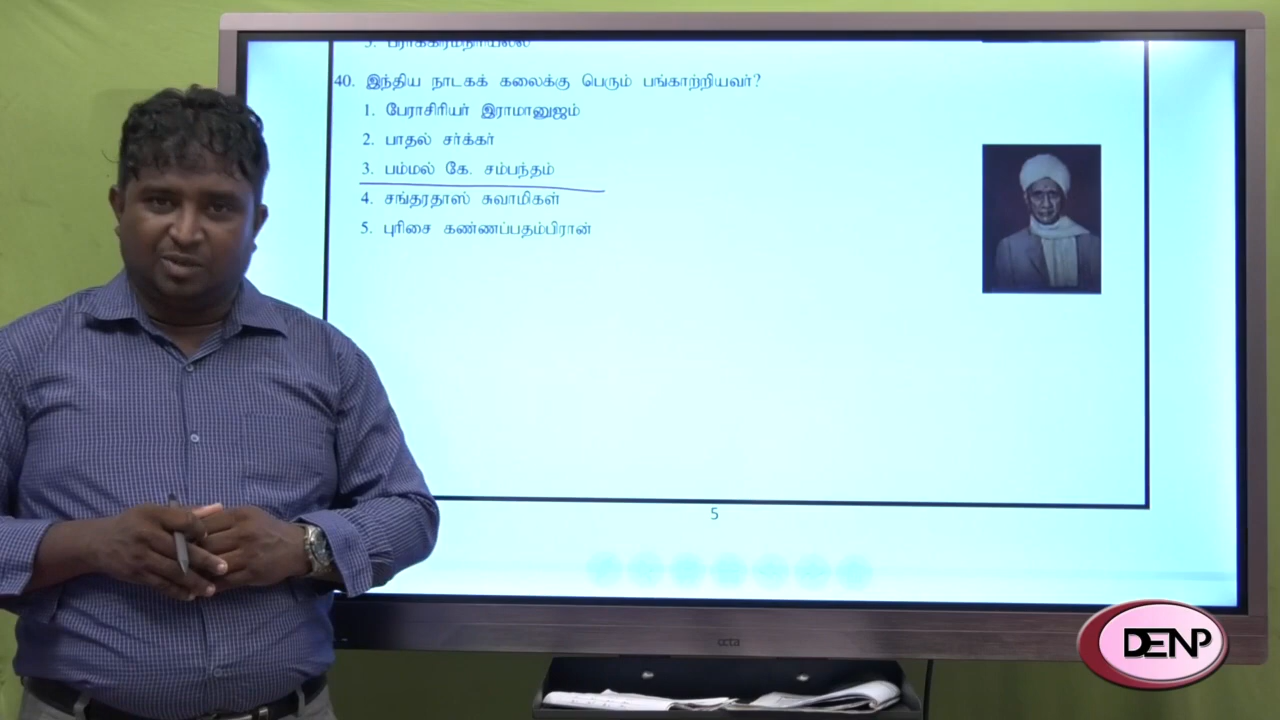 40. இந்திய நாடகக் கலைக்கு பெரும் பங்காற்றியவர்?
1. பேராசிரியர் இராமானுஜம்
2. பாதல் சர்க்கர்
3. பம்மல் கே. சம்பந்தம்
4. சங்தரதாஸ் சுவாமிகள்
5. புரிசை கண்ணப்பதம்பிரான்
5
DENP